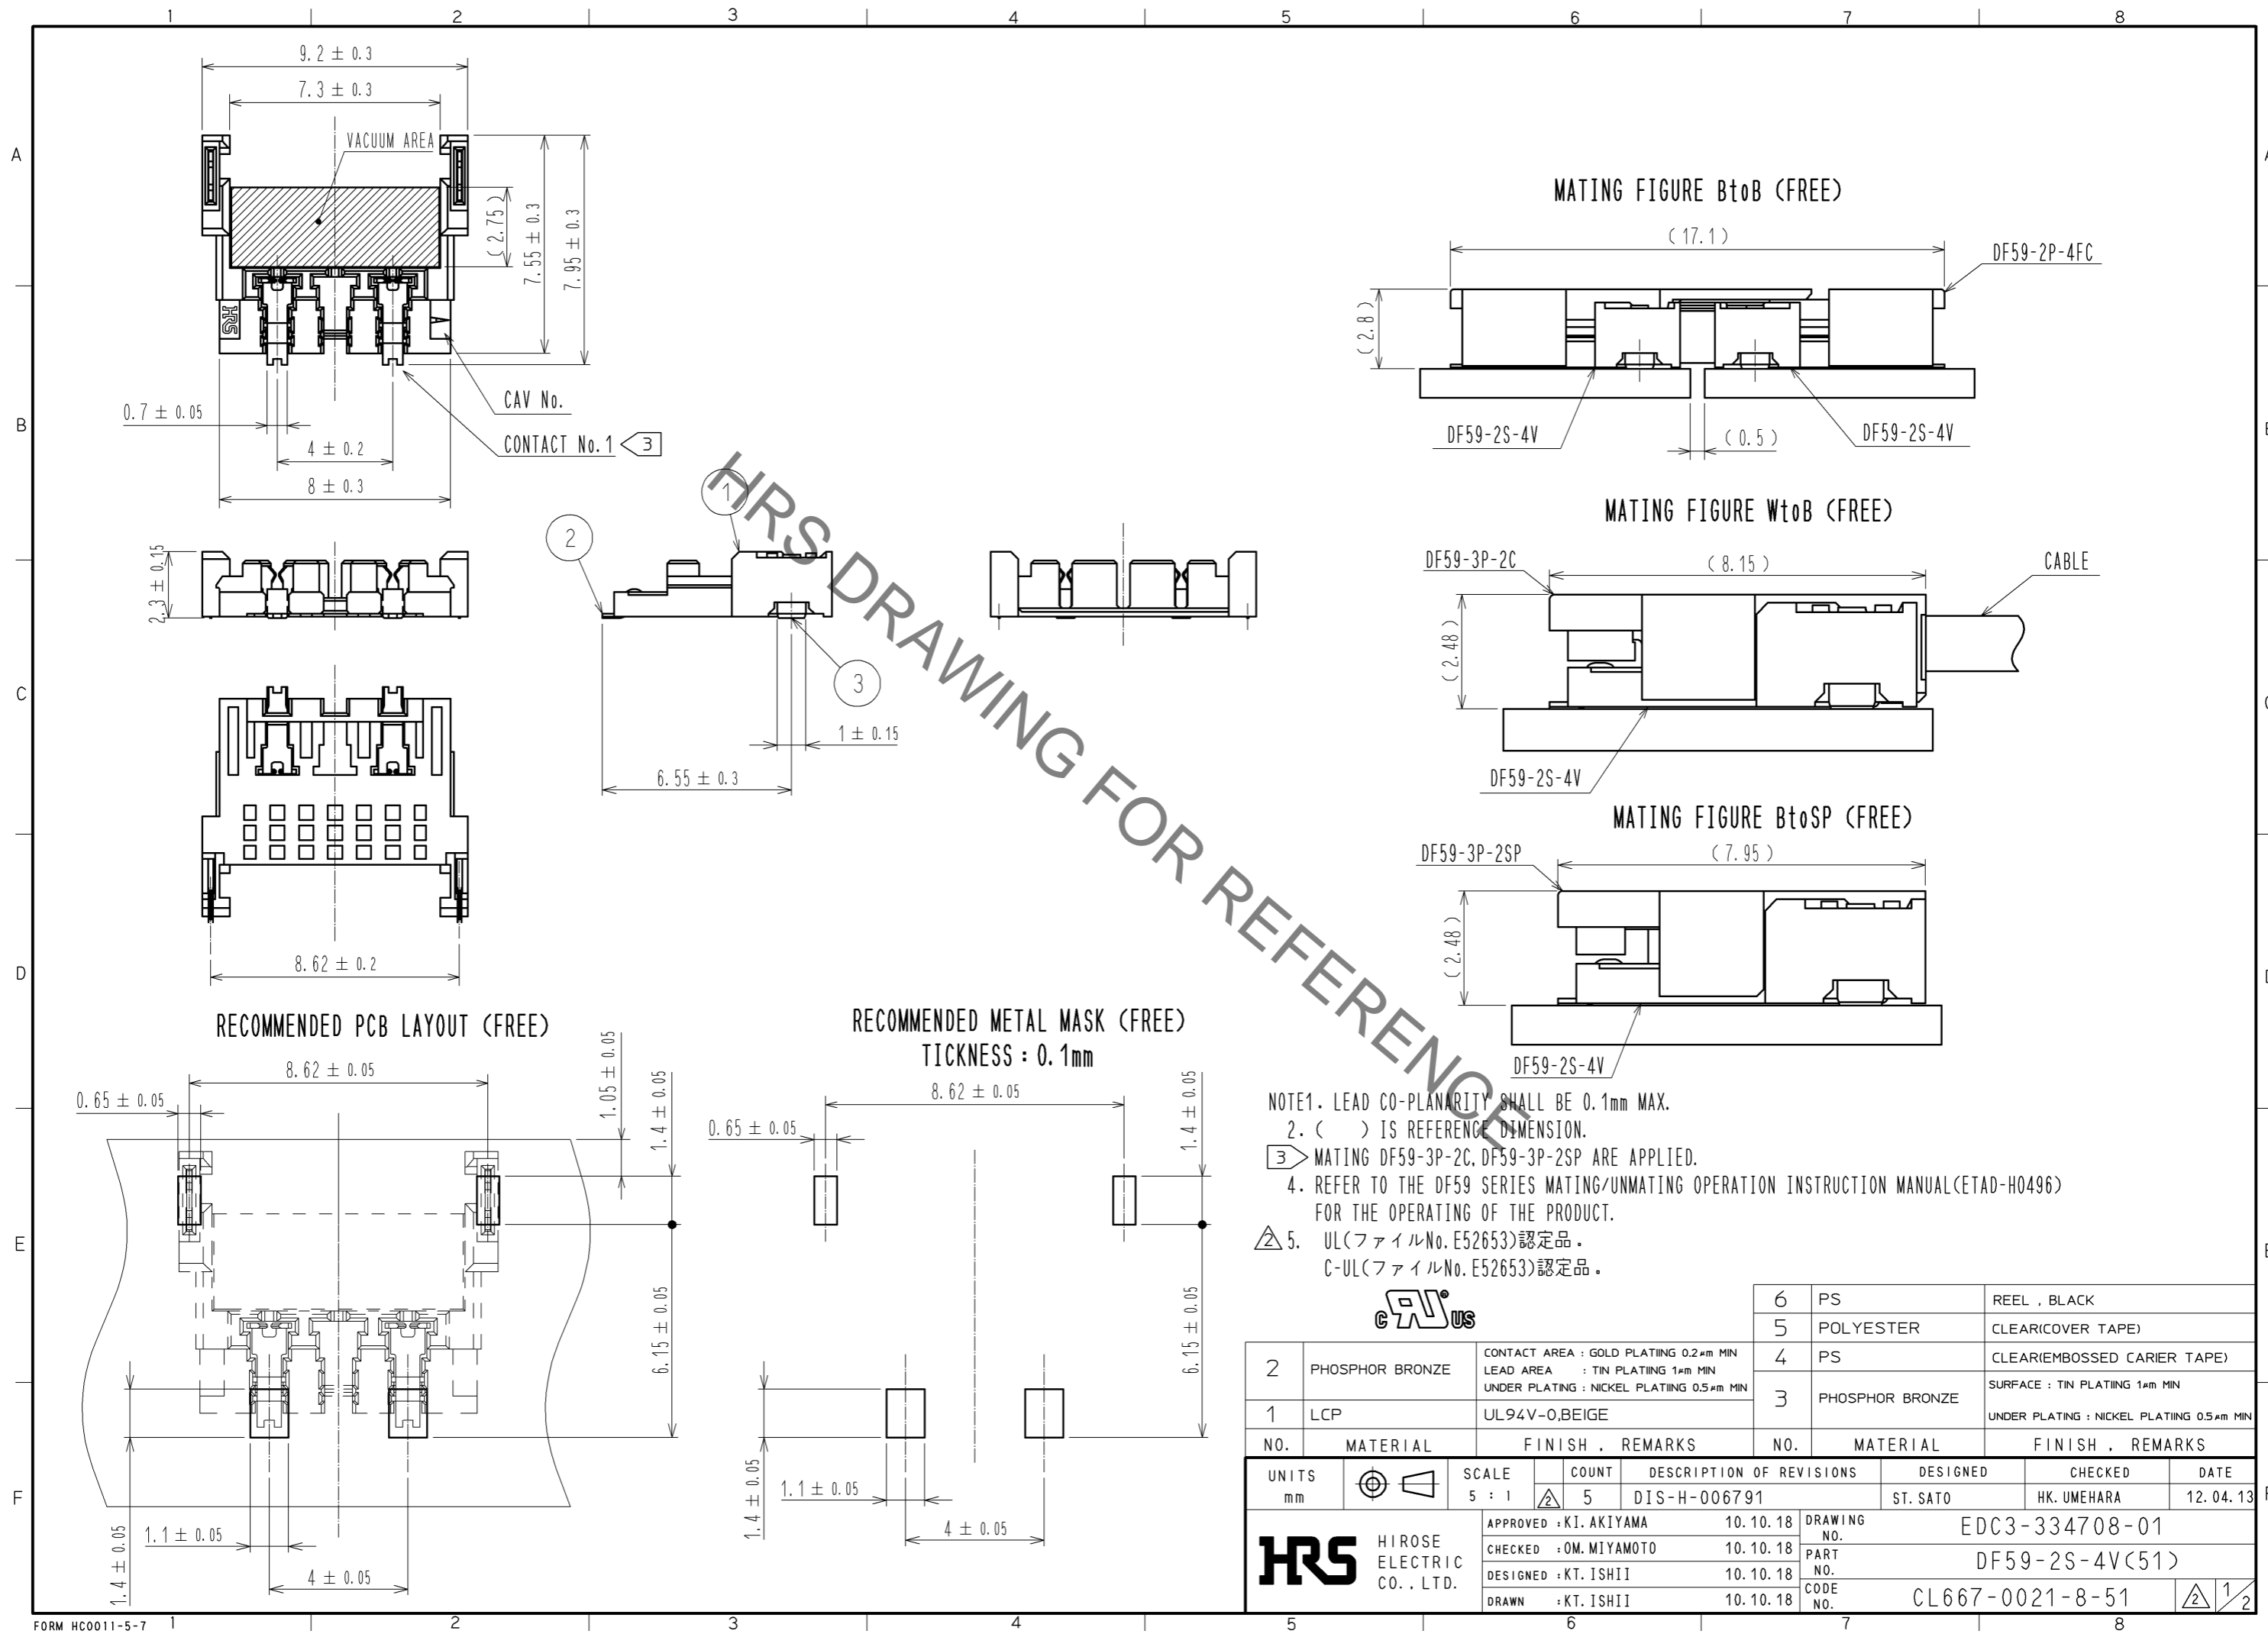 1 2 3 4 5 6 7 8
A
B
C
D
E
F
9.2 ± 0.3
7.3 ± 0.3
VACUUM AREA
( 2.75 )
7.55 ± 0.3
7.95 ± 0.3
HRS
A
CAV No.
CONTACT No.1 3
0.7 ± 0.05
4 ± 0.2
8 ± 0.3
2.3 ± 0.15
1
2
3
1 ± 0.15
6.55 ± 0.3
8.62 ± 0.2
HRS DRAWING FOR REFERENCE
MATING FIGURE BtoB (FREE)
( 17.1 )
DF59-2P-4FC
( 2.8 )
DF59-2S-4V
( 0.5 )
DF59-2S-4V
MATING FIGURE WtoB (FREE)
DF59-3P-2C
( 8.15 )
CABLE
( 2.48 )
DF59-2S-4V
MATING FIGURE BtoSP (FREE)
DF59-3P-2SP
( 7.95 )
( 2.48 )
DF59-2S-4V
RECOMMENDED PCB LAYOUT (FREE)
8.62 ± 0.05
0.65 ± 0.05
1.05 ± 0.05
1.4 ± 0.05
6.15 ± 0.05
1.4 ± 0.05
1.1 ± 0.05
4 ± 0.05
RECOMMENDED METAL MASK (FREE)
TICKNESS : 0.1mm
8.62 ± 0.05
0.65 ± 0.05
1.4 ± 0.05
6.15 ± 0.05
1.4 ± 0.05
1.1 ± 0.05
4 ± 0.05
NOTE1. LEAD CO-PLANARITY SHALL BE 0.1mm MAX.
2. ( ) IS REFERENCE DIMENSION.
3 MATING DF59-3P-2C, DF59-3P-2SP ARE APPLIED.
4. REFER TO THE DF59 SERIES MATING/UNMATING OPERATION INSTRUCTION MANUAL(ETAD-H0496)
FOR THE OPERATING OF THE PRODUCT.
2 5. UL(ファイルNo.E52653)認定品。
C-UL(ファイルNo.E52653)認定品。
c RU ® US
6 PS REEL , BLACK
5 POLYESTER CLEAR(COVER TAPE)
4 PS CLEAR(EMBOSSED CARIER TAPE)
3 PHOSPHOR BRONZE SURFACE : TIN PLATIING 1μm MIN
UNDER PLATING : NICKEL PLATIING 0.5μm MIN
2 PHOSPHOR BRONZE CONTACT AREA : GOLD PLATIING 0.2μm MIN
LEAD AREA : TIN PLATIING 1μm MIN
UNDER PLATING : NICKEL PLATIING 0.5μm MIN
1 LCP UL94V-0,BEIGE
NO. MATERIAL FINISH , REMARKS NO. MATERIAL FINISH , REMARKS
UNITS mm
SCALE 5 : 1
COUNT DESCRIPTION OF REVISIONS DESIGNED CHECKED DATE
2 5 DIS-H-006791 ST. SATO HK. UMEHARA 12. 04. 13
HRS HIROSE ELECTRIC CO., LTD.
APPROVED : KI. AKIYAMA 10. 10. 18
CHECKED : OM. MIYAMOTO 10. 10. 18
DESIGNED : KT. ISHII 10. 10. 18
DRAWN : KT. ISHII 10. 10. 18
DRAWING NO. EDC3-334708-01
PART NO. DF59-2S-4V(51)
CODE NO. CL667-0021-8-51
2 1/2
FORM HC0011-5-7
1 2 3 4 5 6 7 8